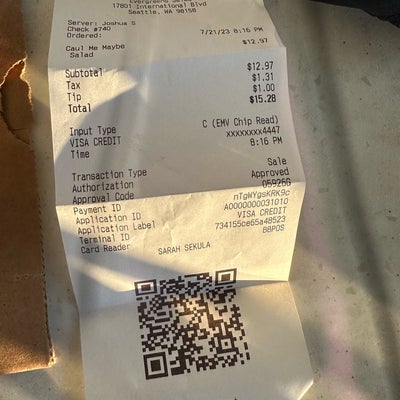 Evergreens
17801 International Blvd
Seattle, WA 98158
Server: Joshua S
Check #740 7/21/23 8:16 PM
Ordered:
Caul Me Maybe $12.97
Salad
Subtotal $12.97
Tax $1.31
Tip $1.00
Total $15.28
Input Type C (EMV Chip Read)
VISA CREDIT xxxxxxxx4447
Time 8:16 PM
Transaction Type Sale
Authorization Approved
Approval Code 05926G
Payment ID nTgWYgsKRK9c
Application ID A0000000031010
Application Label VISA CREDIT
Terminal ID 734155ce65a48523
Card Reader BBPOS
SARAH SEKULA